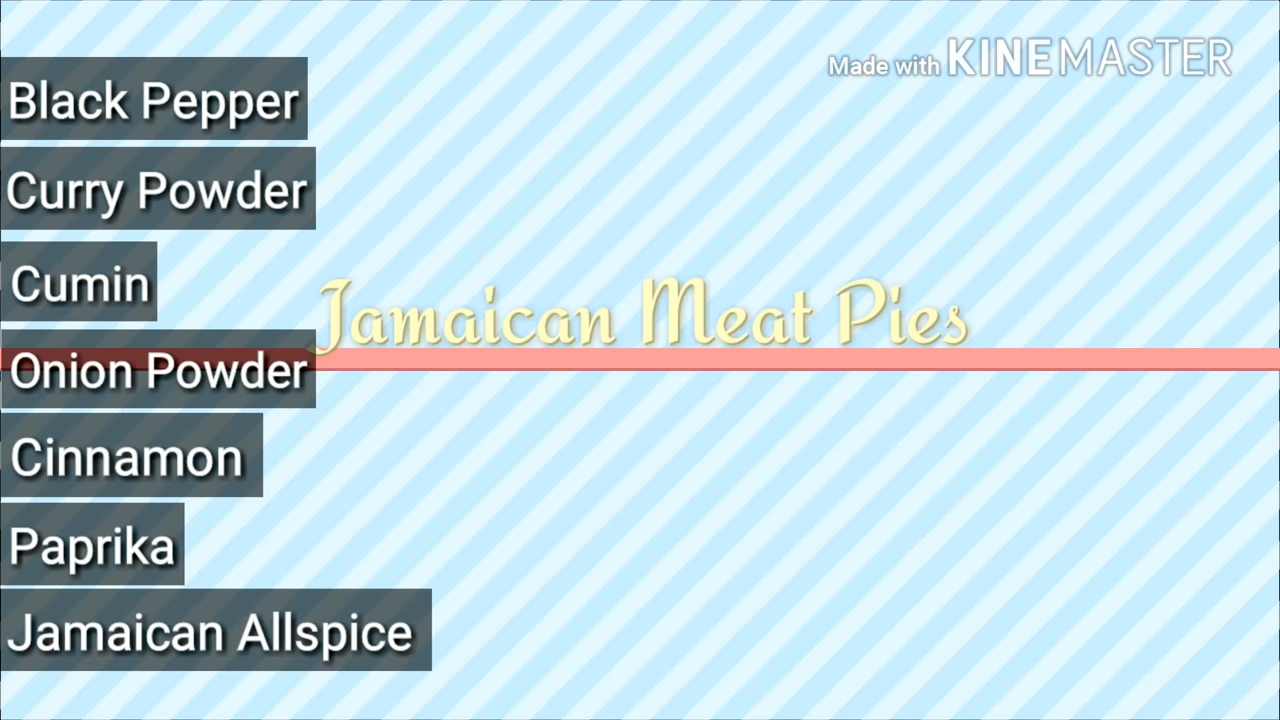 Made with KINEMASTER
Black Pepper
Curry Powder
Cumin
Jamaican Meat Pies
Onion Powder
Cinnamon
Paprika
Jamaican Allspice